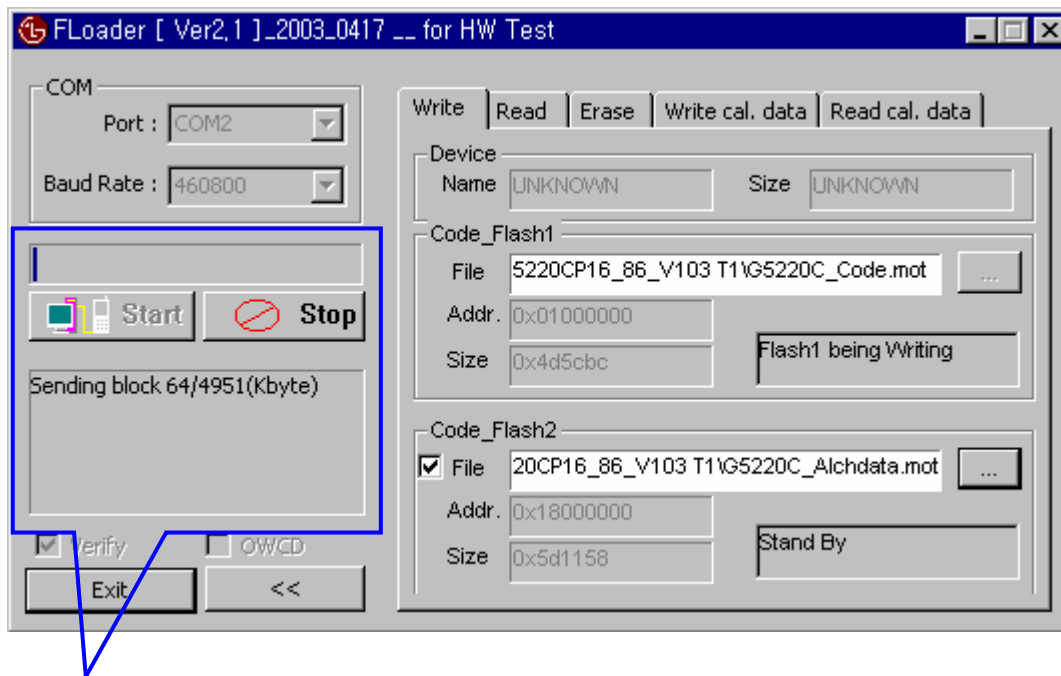 FLoader [ Ver2,1 ]_2003_0417 __ for HW Test
COM
Port : COM2
Baud Rate : 460800
Start Stop
Sending block 64/4951(Kbyte)
Verify OWCD
Exit <<
Write Read Erase Write cal. data Read cal. data
Device
Name UNKNOWN Size UNKNOWN
Code_Flash1
File 5220CP16_86_V103 T1\G5220C_Code.mot ...
Addr. 0x01000000
Size 0x4d5cbc
Flash1 being Writing
Code_Flash2
File 20CP16_86_V103 T1\G5220C_Alchdata.mot ...
Addr. 0x18000000
Size 0x5d1158
Stand By